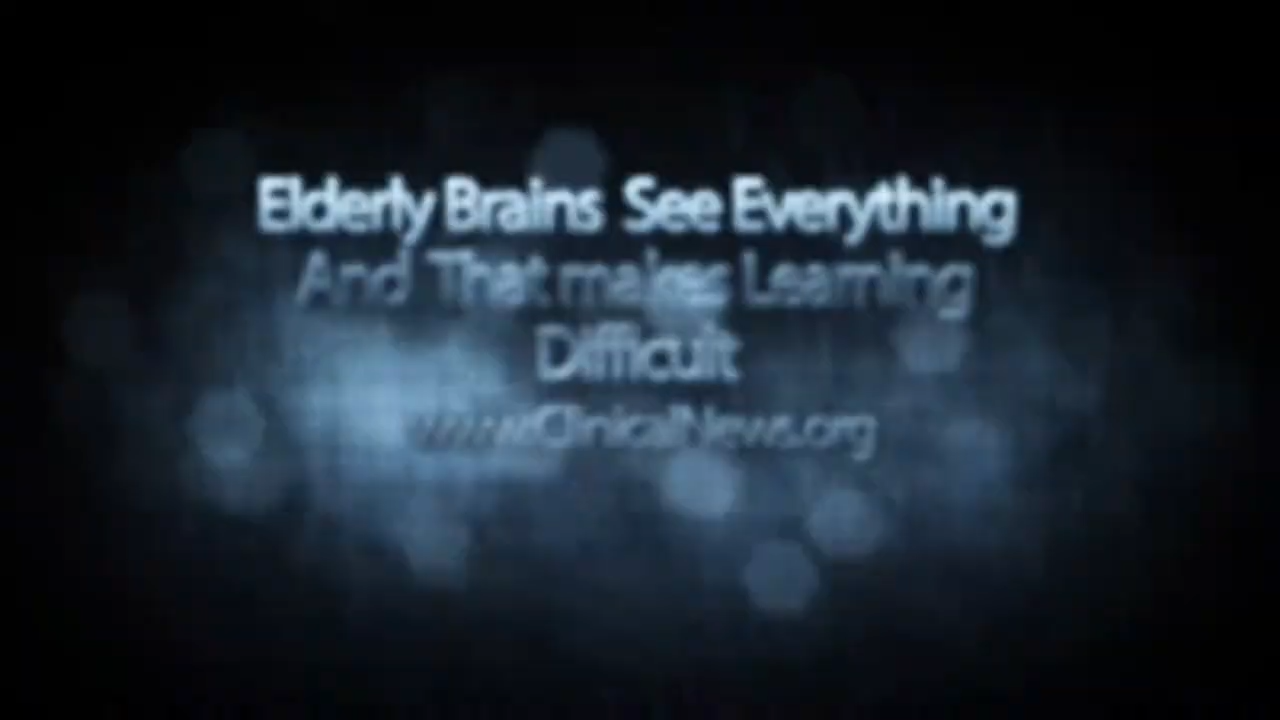 Elderly Brains See Everything
And That makes Learning
Difficult
www.ClinicalNews.org